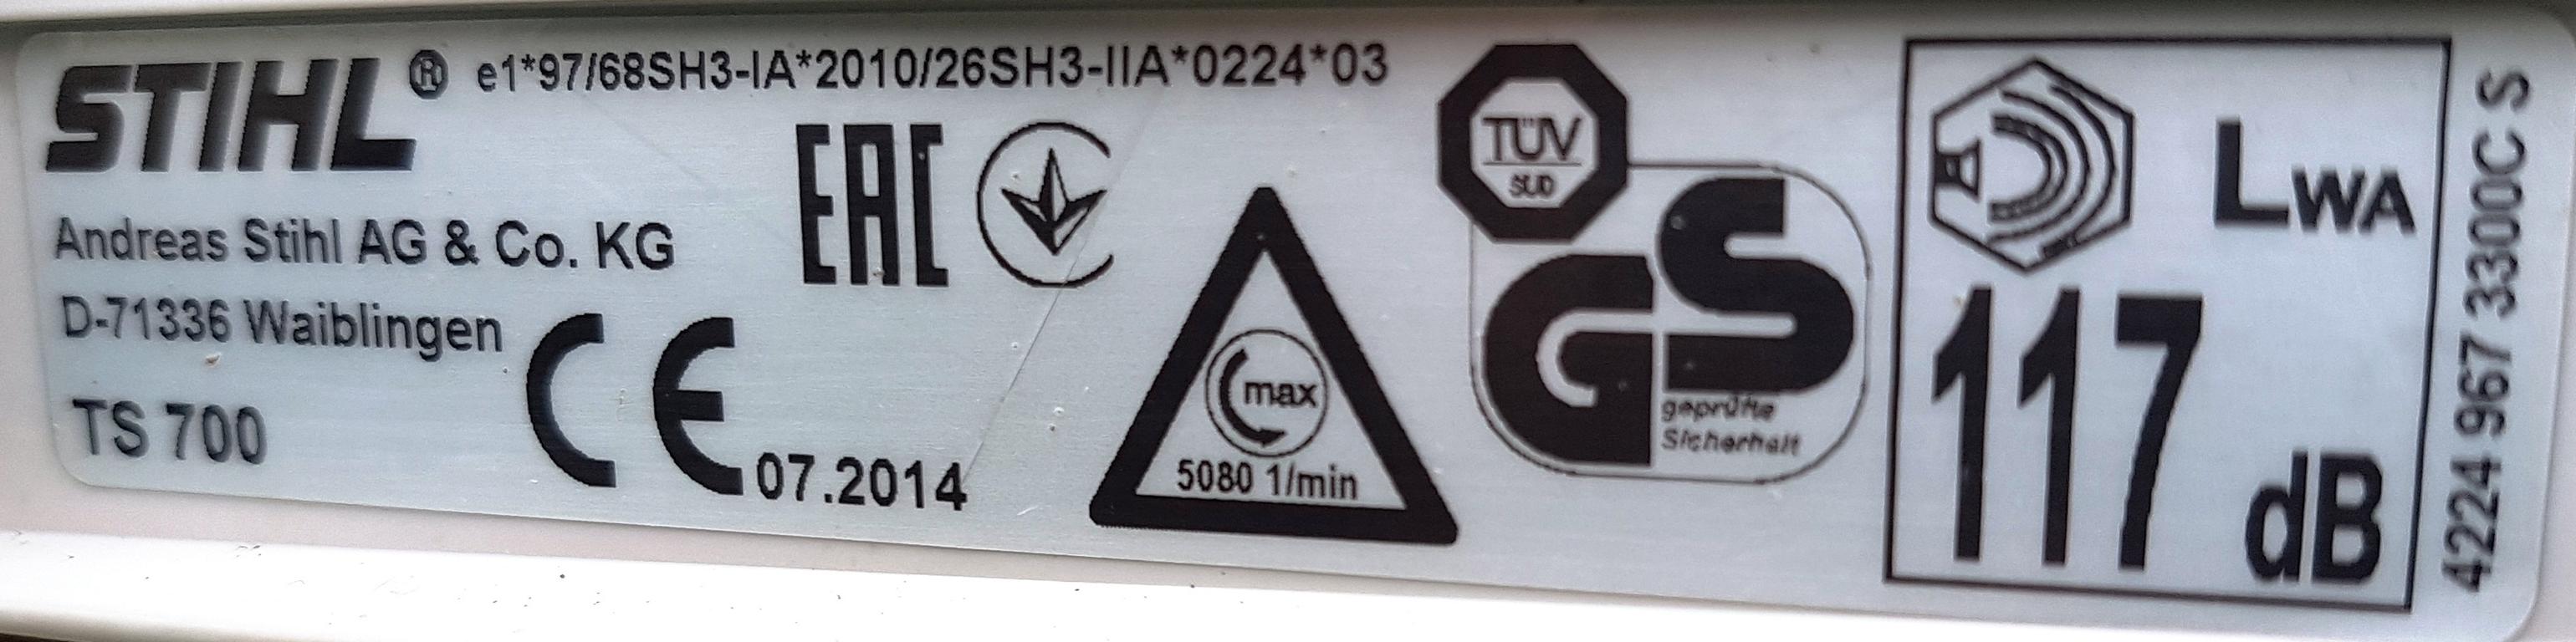 STIHL® e1*97/68SH3-IA*2010/26SH3-IIA*0224*03
Andreas Stihl AG & Co. KG
D-71336 Waiblingen
TS 700
EAC
CE 07.2014
max
5080 1/min
TÜV
SÜD
GS
geprüfte
Sicherheit
LWA
117 dB
4224 967 3300C S